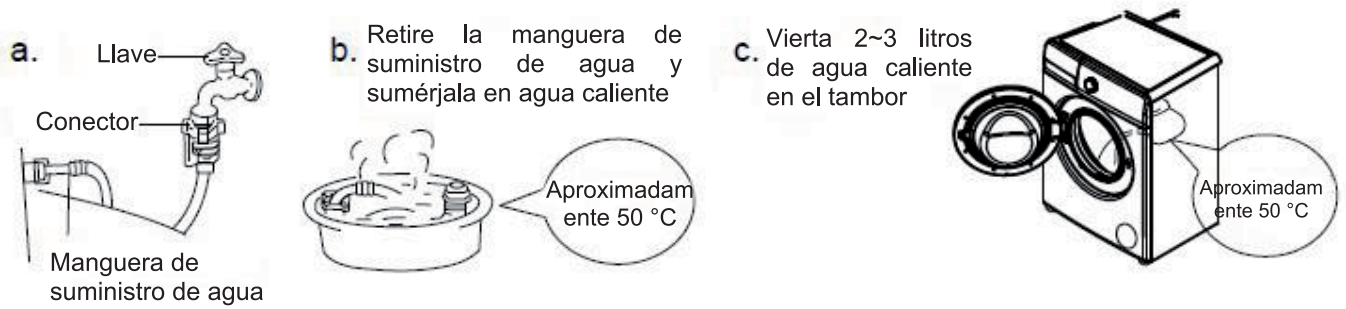 a.
Llave
Conector
Manguera de
suministro de agua
b.
Retire la manguera de
suministro de agua y
sumérjala en agua caliente
Aproximadam
ente 50 °C
c.
Vierta 2~3 litros
de agua caliente
en el tambor
Aproximadam
ente 50 °C